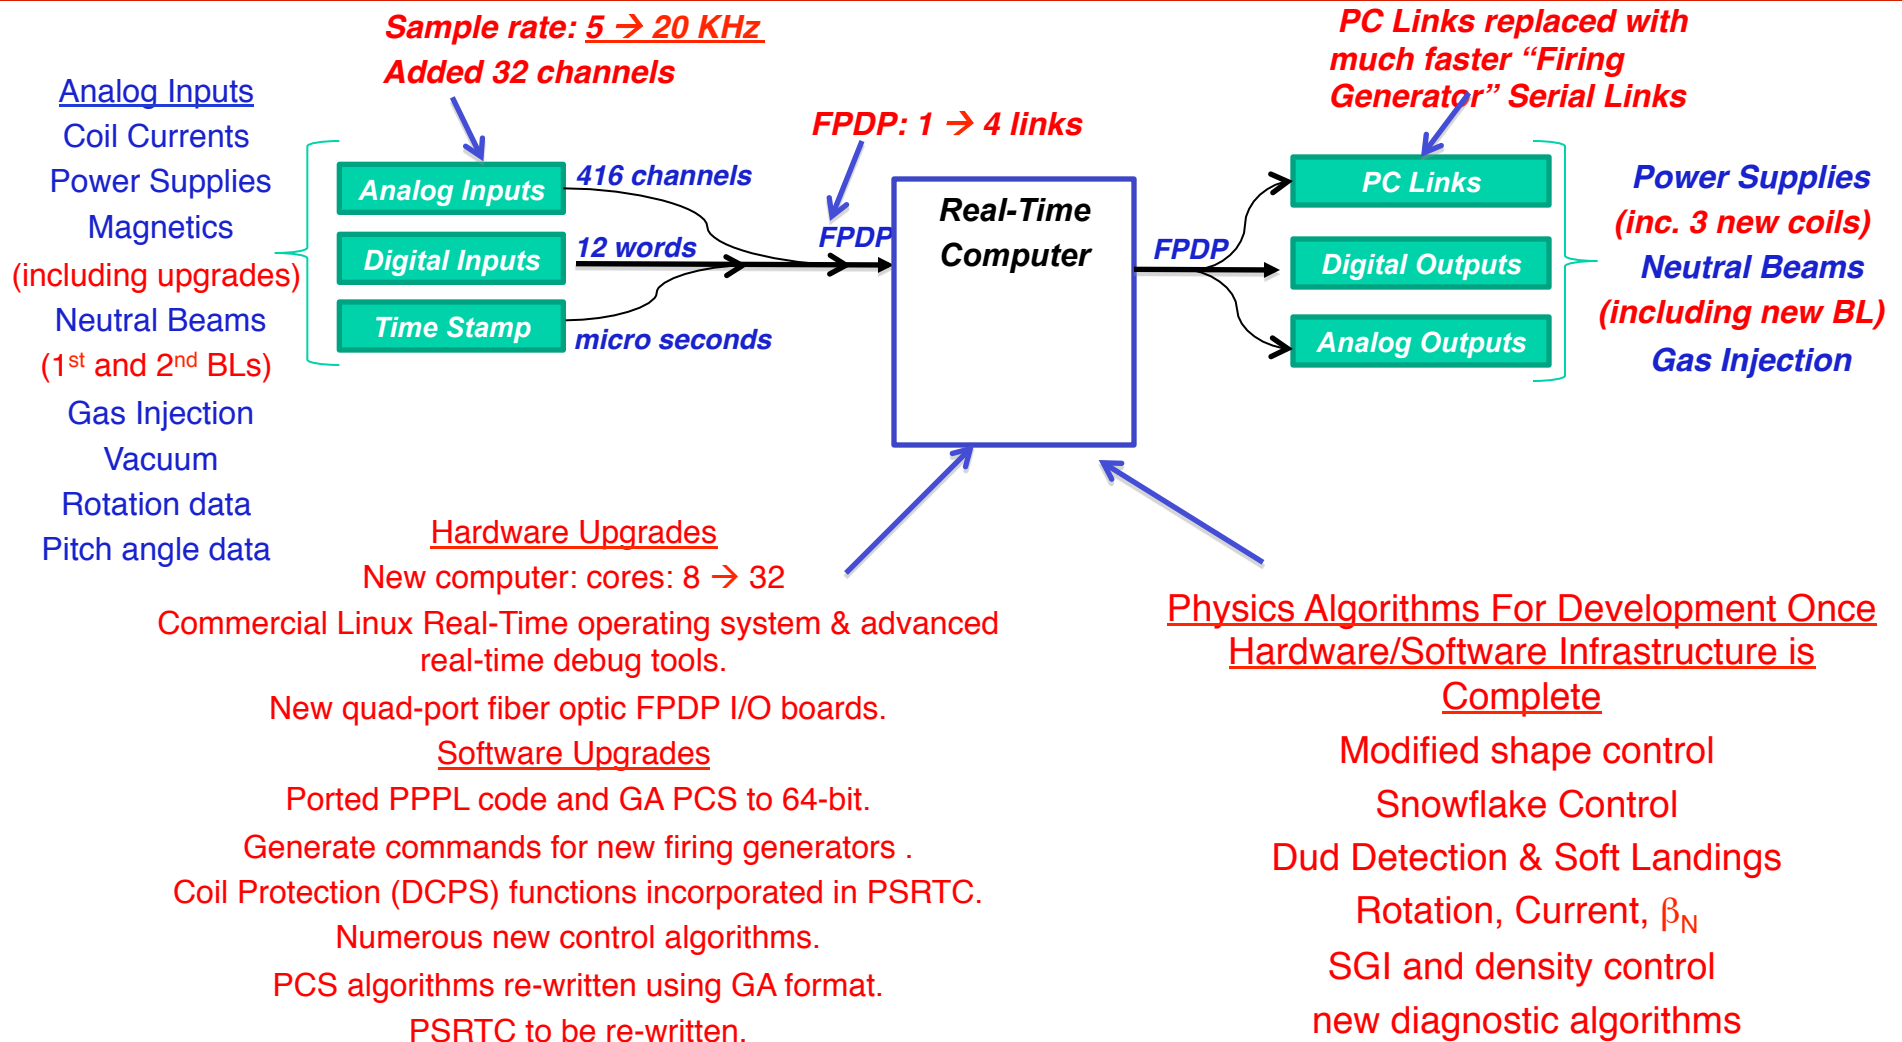 Sample rate: 5 → 20 KHz
Added 32 channels
PC Links replaced with
much faster “Firing
Generator” Serial Links
FPDP: 1 → 4 links
Analog Inputs
Coil Currents
Power Supplies
Magnetics
(including upgrades)
Neutral Beams
(1st and 2nd BLs)
Gas Injection
Vacuum
Rotation data
Pitch angle data
Analog Inputs
416 channels
Digital Inputs
12 words
Time Stamp
micro seconds
FPDP
Real-Time
Computer
FPDP
PC Links
Digital Outputs
Analog Outputs
Power Supplies
(inc. 3 new coils)
Neutral Beams
(including new BL)
Gas Injection
Hardware Upgrades
New computer: cores: 8 → 32
Commercial Linux Real-Time operating system & advanced
real-time debug tools.
New quad-port fiber optic FPDP I/O boards.
Software Upgrades
Ported PPPL code and GA PCS to 64-bit.
Generate commands for new firing generators .
Coil Protection (DCPS) functions incorporated in PSRTC.
Numerous new control algorithms.
PCS algorithms re-written using GA format.
PSRTC to be re-written.
Physics Algorithms For Development Once
Hardware/Software Infrastructure is
Complete
Modified shape control
Snowflake Control
Dud Detection & Soft Landings
Rotation, Current, βN
SGI and density control
new diagnostic algorithms